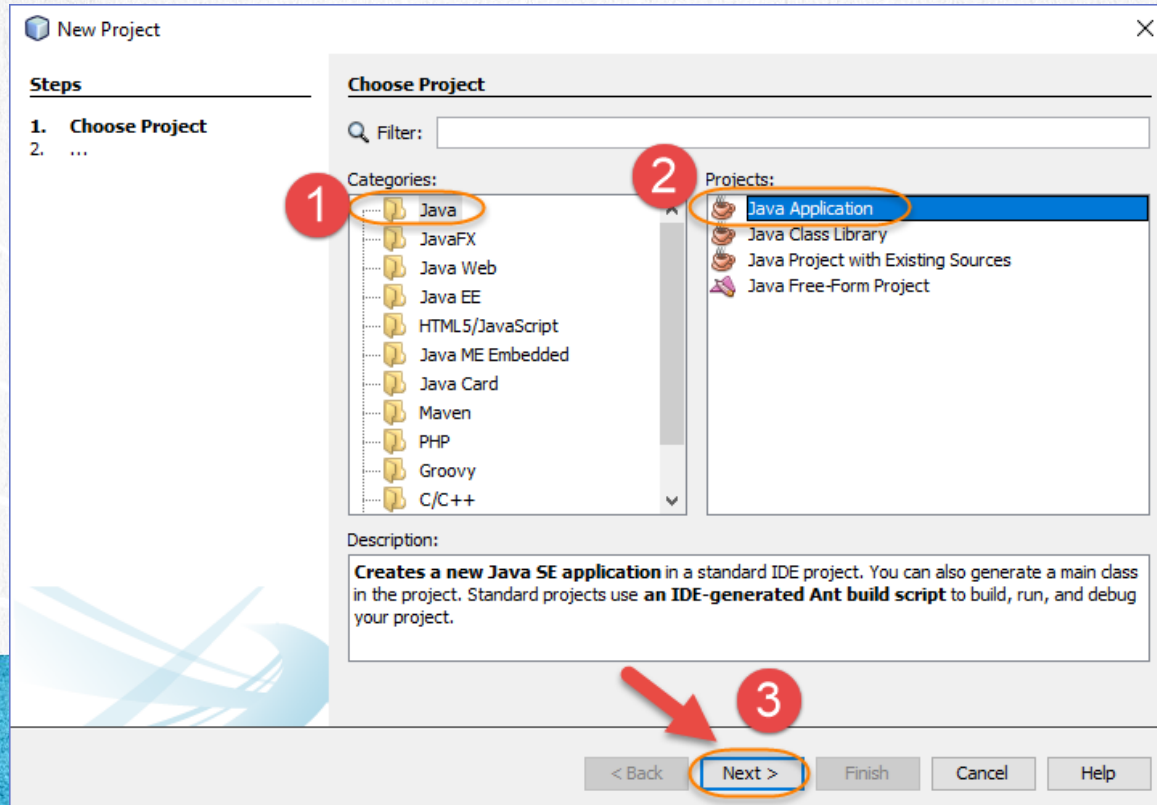 New Project
Steps
1. Choose Project
2. ...
Choose Project
Filter:
Categories:
1
Java
JavaFX
Java Web
Java EE
HTML5/JavaScript
Java ME Embedded
Java Card
Maven
PHP
Groovy
C/C++
2
Projects:
Java Application
Java Class Library
Java Project with Existing Sources
Java Free-Form Project
Description:
Creates a new Java SE application in a standard IDE project. You can also generate a main class
in the project. Standard projects use an IDE-generated Ant build script to build, run, and debug
your project.
3
< Back Next > Finish Cancel Help